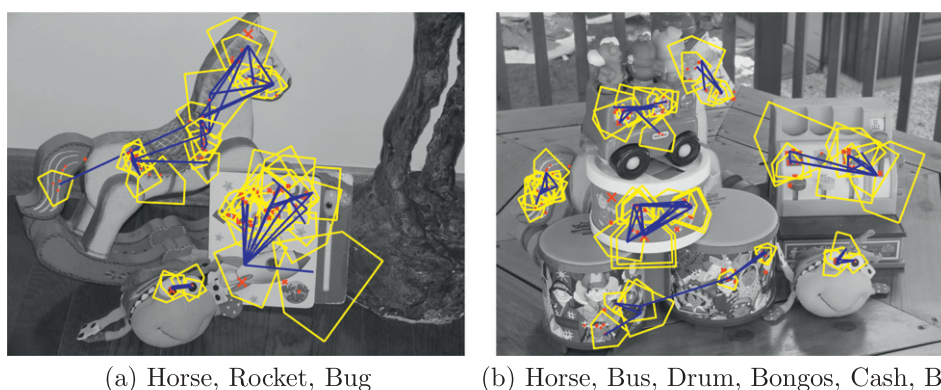 (a) Horse, Rocket, Bug
(b) Horse, Bus, Drum, Bongos, Cash, B